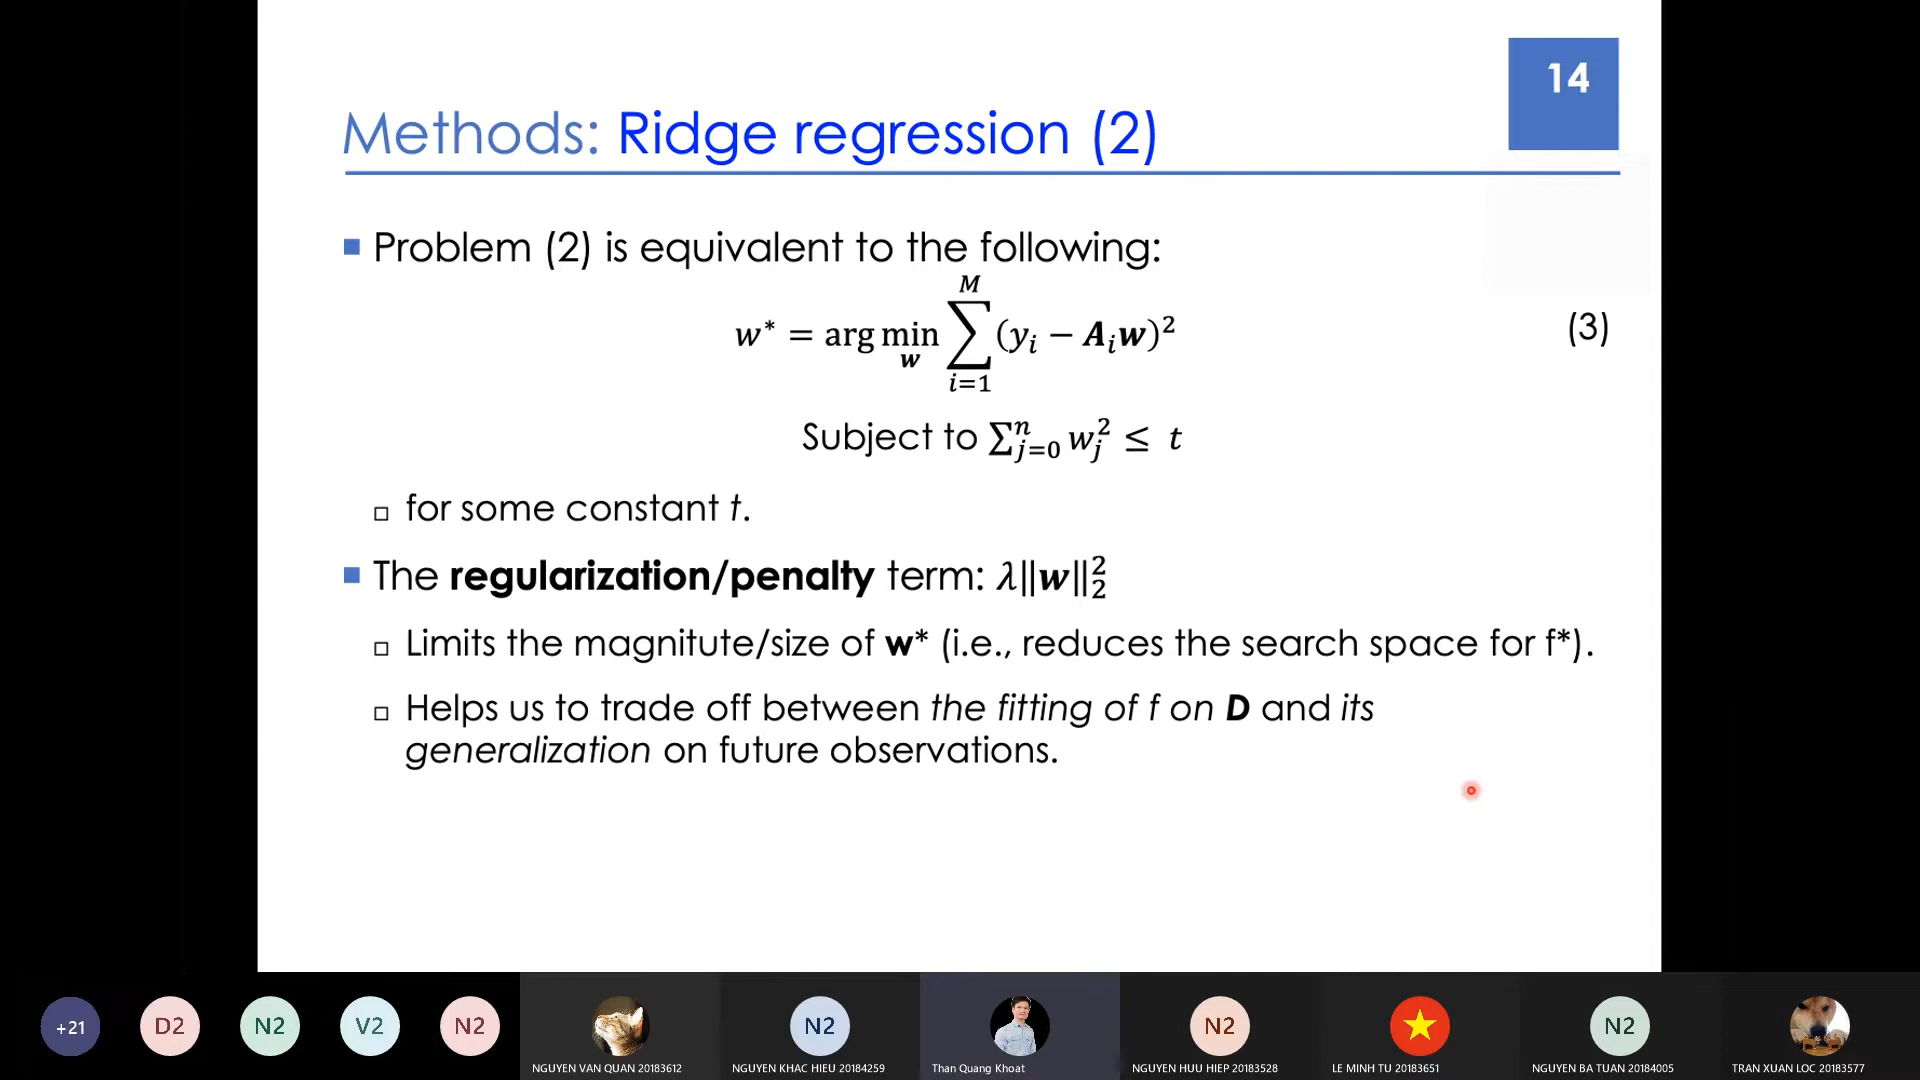 14
Methods: Ridge regression (2)
Problem (2) is equivalent to the following:
w* = arg min_w ∑_{i=1}^{M} (y_i − A_i w)^2 (3)
Subject to ∑_{j=0}^{n} w_j^2 ≤ t
for some constant t.
The regularization/penalty term: λ||w||_2^2
Limits the magnitute/size of w* (i.e., reduces the search space for f*).
Helps us to trade off between the fitting of f on D and its
generalization on future observations.
+21 D2 N2 V2 N2 N2 N2 N2
NGUYEN VAN QUAN 20183612 NGUYEN KHAC HIEU 20184259 Than Quang Khoat NGUYEN HUU HIEP 20183528 LE MINH TU 20183651 NGUYEN BA TUAN 20184005 TRAN XUAN LOC 20183577